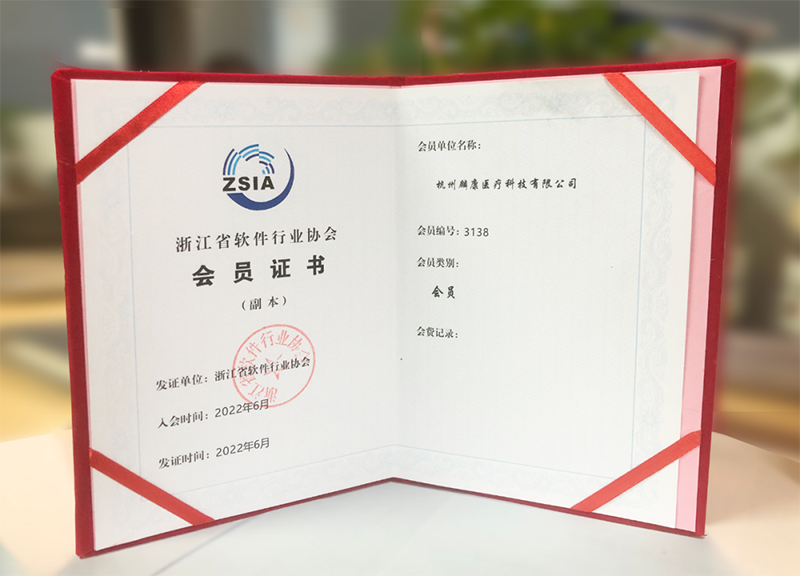 ZSIA
浙江省软件行业协会
会员证书
（副本）
发证单位：浙江省软件行业协会
浙江省软件行业协会
入会时间：2022年6月
发证时间：2022年6月
会员单位名称：
杭州麟康医疗科技有限公司
会员编号：3138
会员类别：
会员
会费记录：